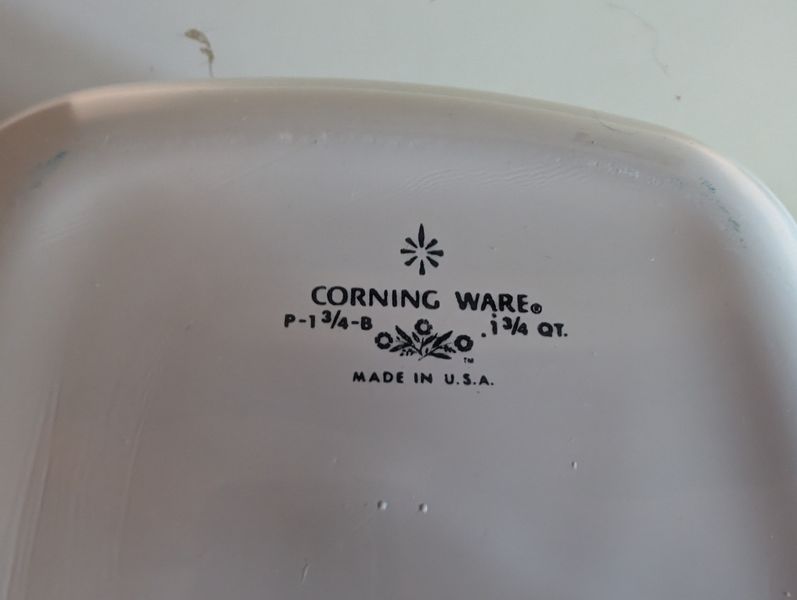 CORNING WARE®
P-1 3/4-B 1 3/4 QT.
TM
MADE IN U.S.A.